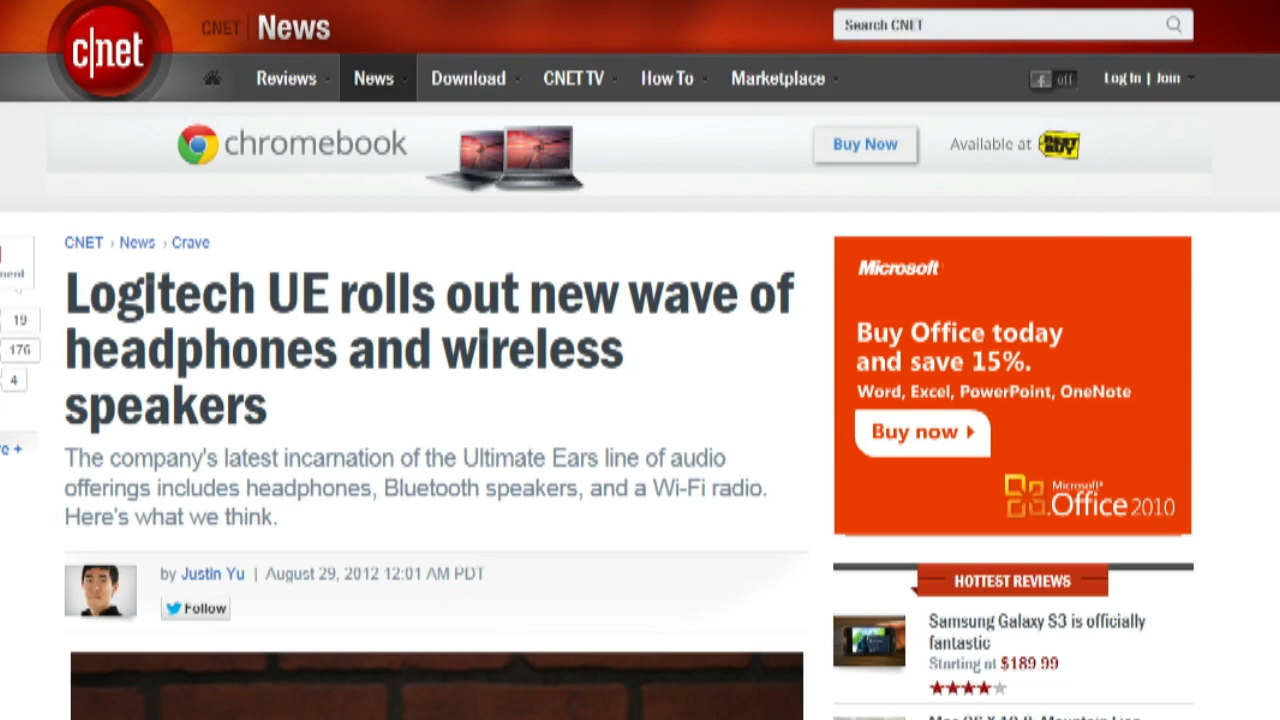 c|net
CNET News
Search CNET
Reviews News Download CNET TV How To Marketplace
off
Log In | Join
chromebook
Buy Now
Available at BEST BUY
19
176
4
CNET › News › Crave
Logitech UE rolls out new wave of
headphones and wireless
speakers
The company's latest incarnation of the Ultimate Ears line of audio
offerings includes headphones, Bluetooth speakers, and a Wi-Fi radio.
Here's what we think.
by Justin Yu | August 29, 2012 12:01 AM PDT
Follow
Microsoft
Buy Office today
and save 15%.
Word, Excel, PowerPoint, OneNote
Buy now
Microsoft®
Office 2010
HOTTEST REVIEWS
Samsung Galaxy S3 is officially
fantastic
Starting at $189.99